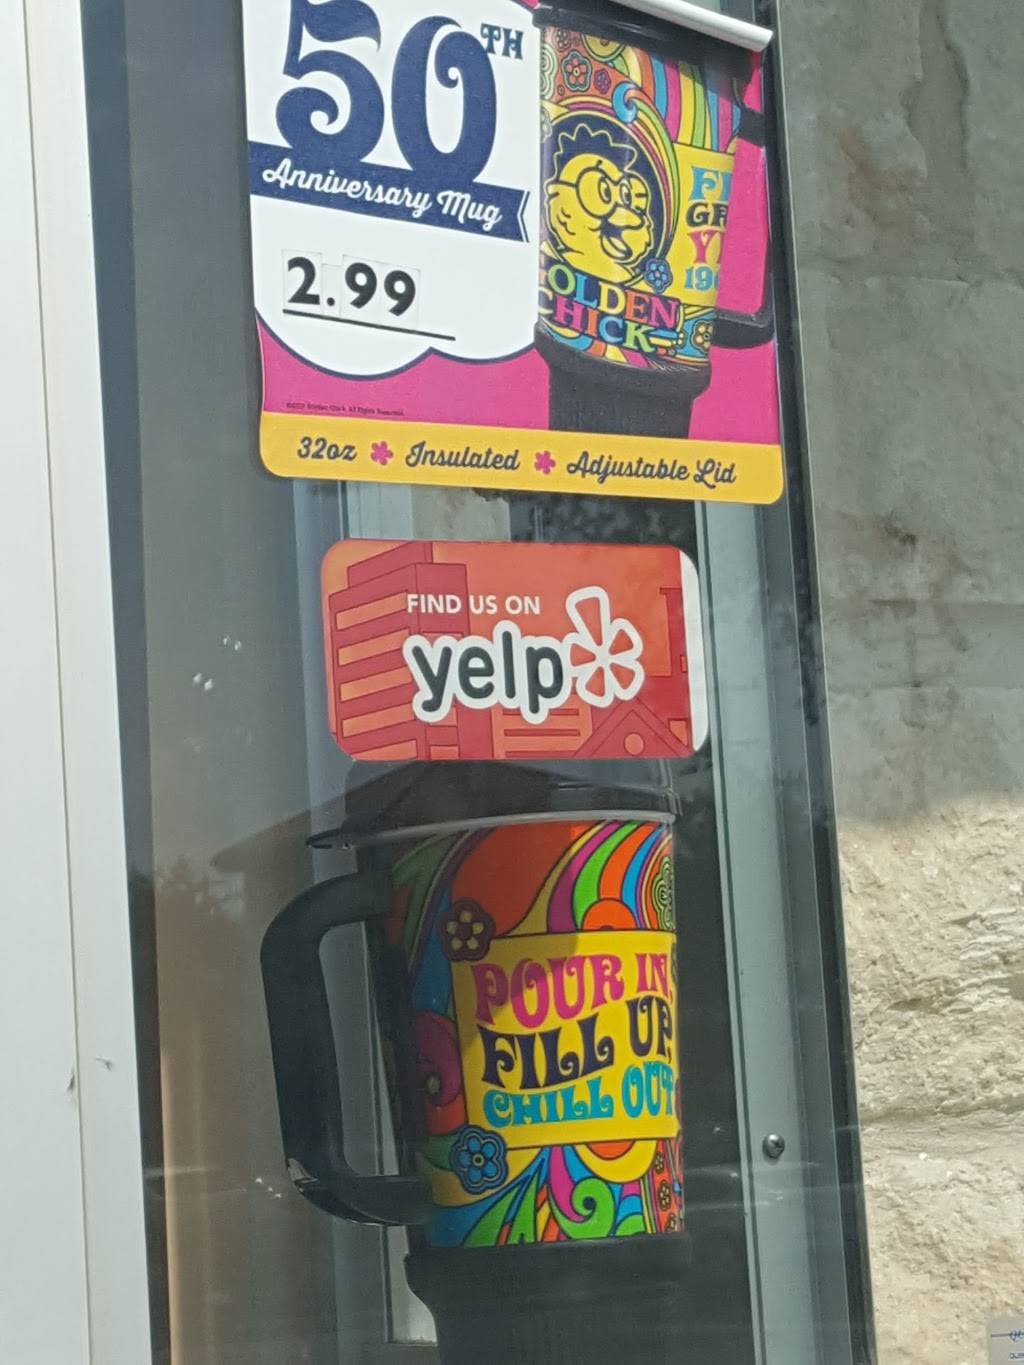 50TH
Anniversary Mug
2.99
OLDEN
CHICK
32oz Insulated Adjustable Lid
FIND US ON
yelp
POUR IN,
FILL UP,
CHILL OUT